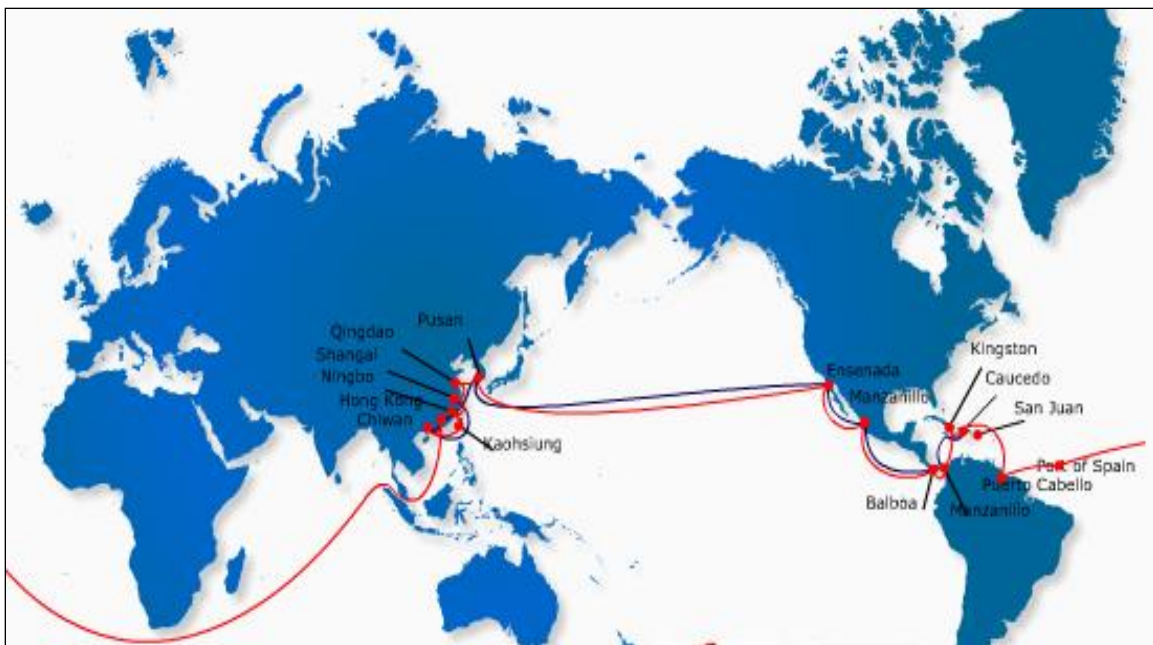 Pusan
Qingdao
Shangai
Ningbo
Hong Kong
Chiwan
Kaohsiung
Kingston
Ensenada
Caucedo
Manzanillo
San Juan
Port of Spain
Puerto Cabello
Balboa
Manzanillo